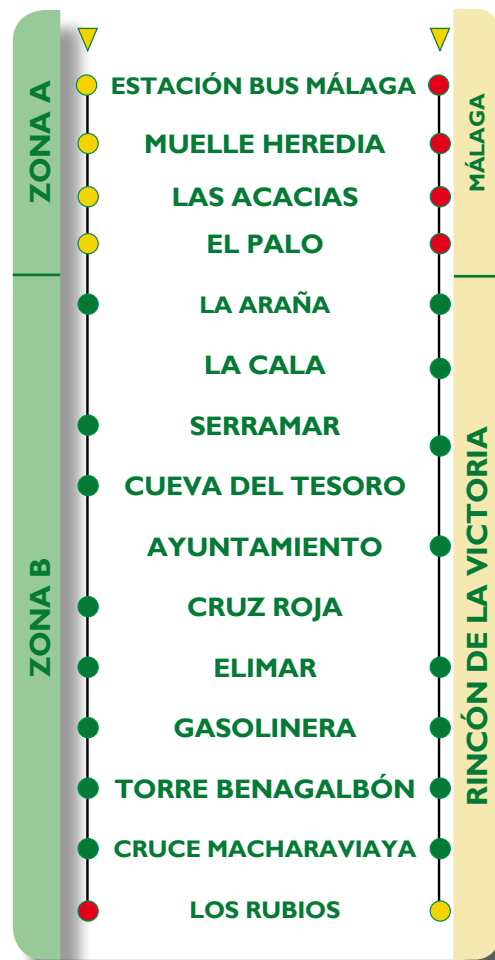 ZONA A
ZONA B
ESTACIÓN BUS MÁLAGA
MUELLE HEREDIA
LAS ACACIAS
EL PALO
LA ARAÑA
LA CALA
SERRAMAR
CUEVA DEL TESORO
AYUNTAMIENTO
CRUZ ROJA
ELIMAR
GASOLINERA
TORRE BENAGALBÓN
CRUCE MACHARAVIAYA
LOS RUBIOS
MÁLAGA
RINCÓN DE LA VICTORIA